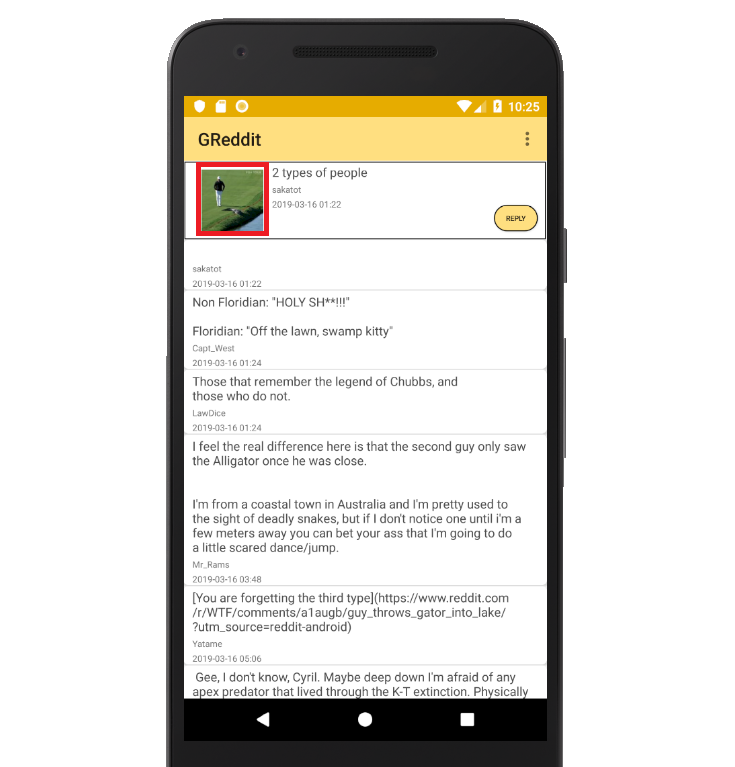 10:25
GReddit
2 types of people
sakatot
2019-03-16 01:22
REPLY
sakatot
2019-03-16 01:22
Non Floridian: "HOLY SH**!!!"
Floridian: "Off the lawn, swamp kitty"
Capt_West
2019-03-16 01:24
Those that remember the legend of Chubbs, and
those who do not.
LawDice
2019-03-16 01:24
I feel the real difference here is that the second guy only saw
the Alligator once he was close.
I'm from a coastal town in Australia and I'm pretty used to
the sight of deadly snakes, but if I don't notice one until i'm a
few meters away you can bet your ass that I'm going to do
a little scared dance/jump.
Mr_Rams
2019-03-16 03:48
[You are forgetting the third type](https://www.reddit.com
/r/WTF/comments/a1augb/guy_throws_gator_into_lake/
?utm_source=reddit-android)
Yatame
2019-03-16 05:06
Gee, I don't know, Cyril. Maybe deep down I'm afraid of any
apex predator that lived through the K-T extinction. Physically